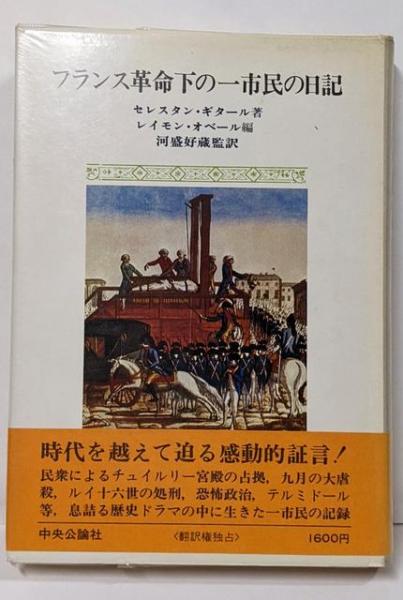 フランス革命下の一市民の日記
セレスタン・ギタール著
レイモン・オベール編
河盛好蔵監訳
時代を越えて迫る感動的証言!
民衆によるチュイルリー宮殿の占拠，九月の大虐
殺，ルイ十六世の処刑，恐怖政治，テルミドール
等，息詰る歴史ドラマの中に生きた一市民の記録
中央公論社
〈翻訳権独占〉
1600円